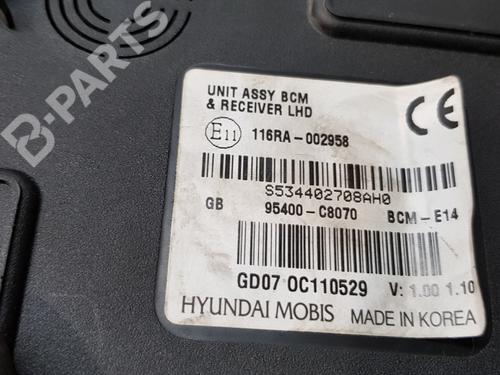 B-PARTS
UNIT ASSY BCM
& RECEIVER LHD
CE
E11 116RA-002958
S534402708AH0
GB 95400-C8070 BCM-E14
GD07 0C110529 V: 1.00 1.10
HYUNDAI MOBIS MADE IN KOREA
B-PARTS